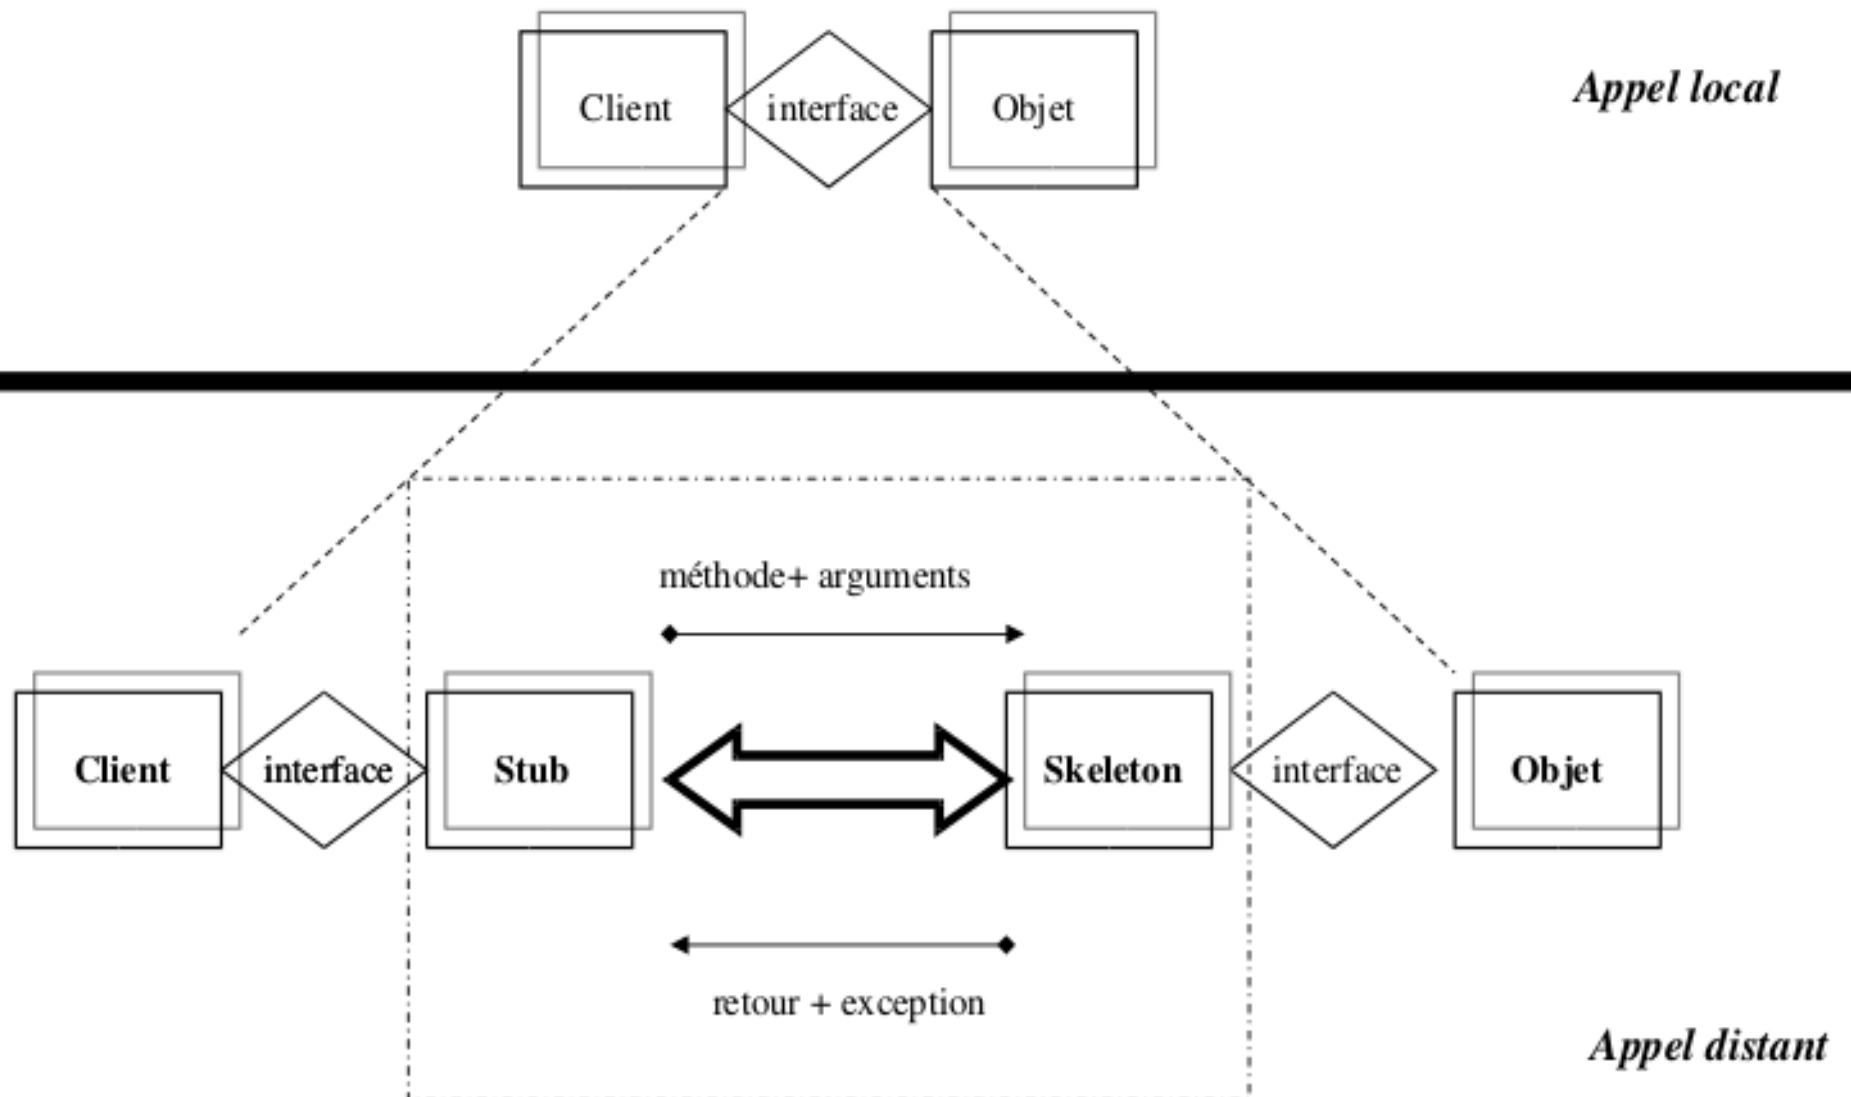 Client
interface
Objet
Appel local
méthode+ arguments
Client
interface
Stub
Skeleton
interface
Objet
retour + exception
Appel distant